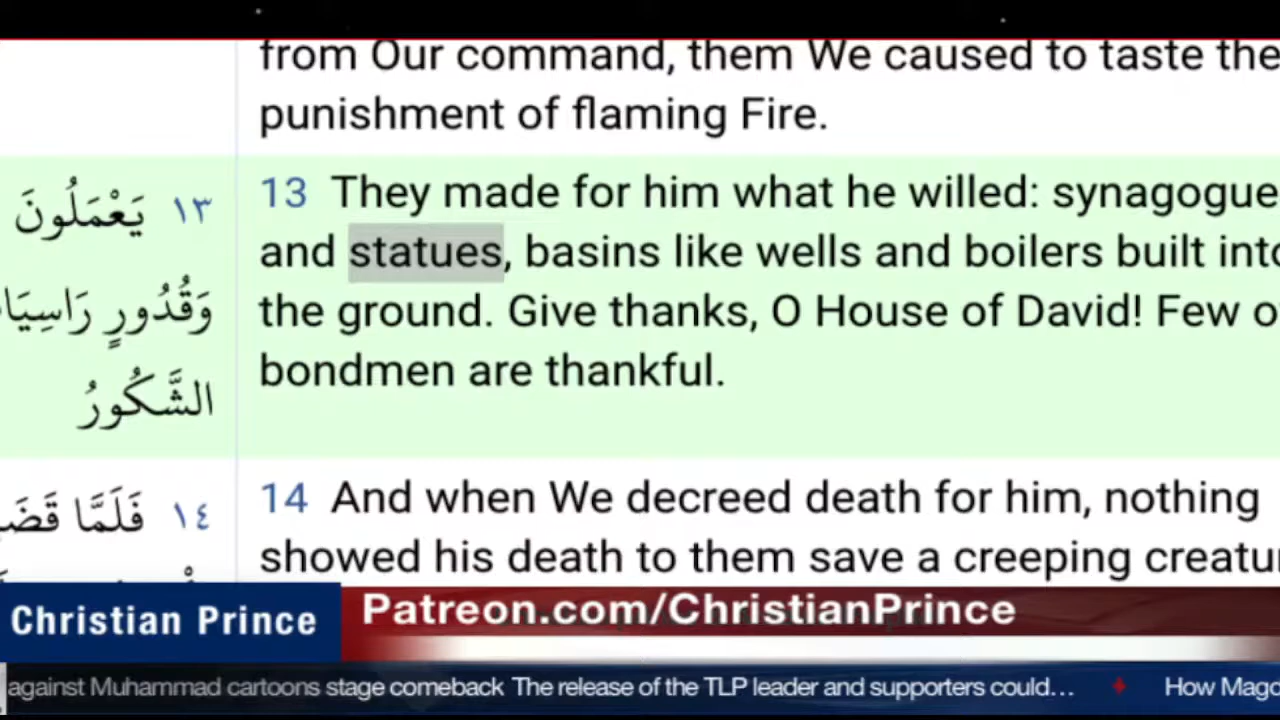 from Our command, them We caused to taste the
punishment of flaming Fire.
١٣ يَعْمَلُونَ
وَقُدُورٍ
الشَّكُورُ
13 They made for him what he willed: synagogue
and statues, basins like wells and boilers built into
the ground. Give thanks, O House of David! Few o
bondmen are thankful.
١٤ فَلَمَّا
14 And when We decreed death for him, nothing
showed his death to them save a creeping
Christian Prince
Patreon.com/ChristianPrince
against Muhammad cartoons stage comeback The release of the TLP leader and supporters could... How